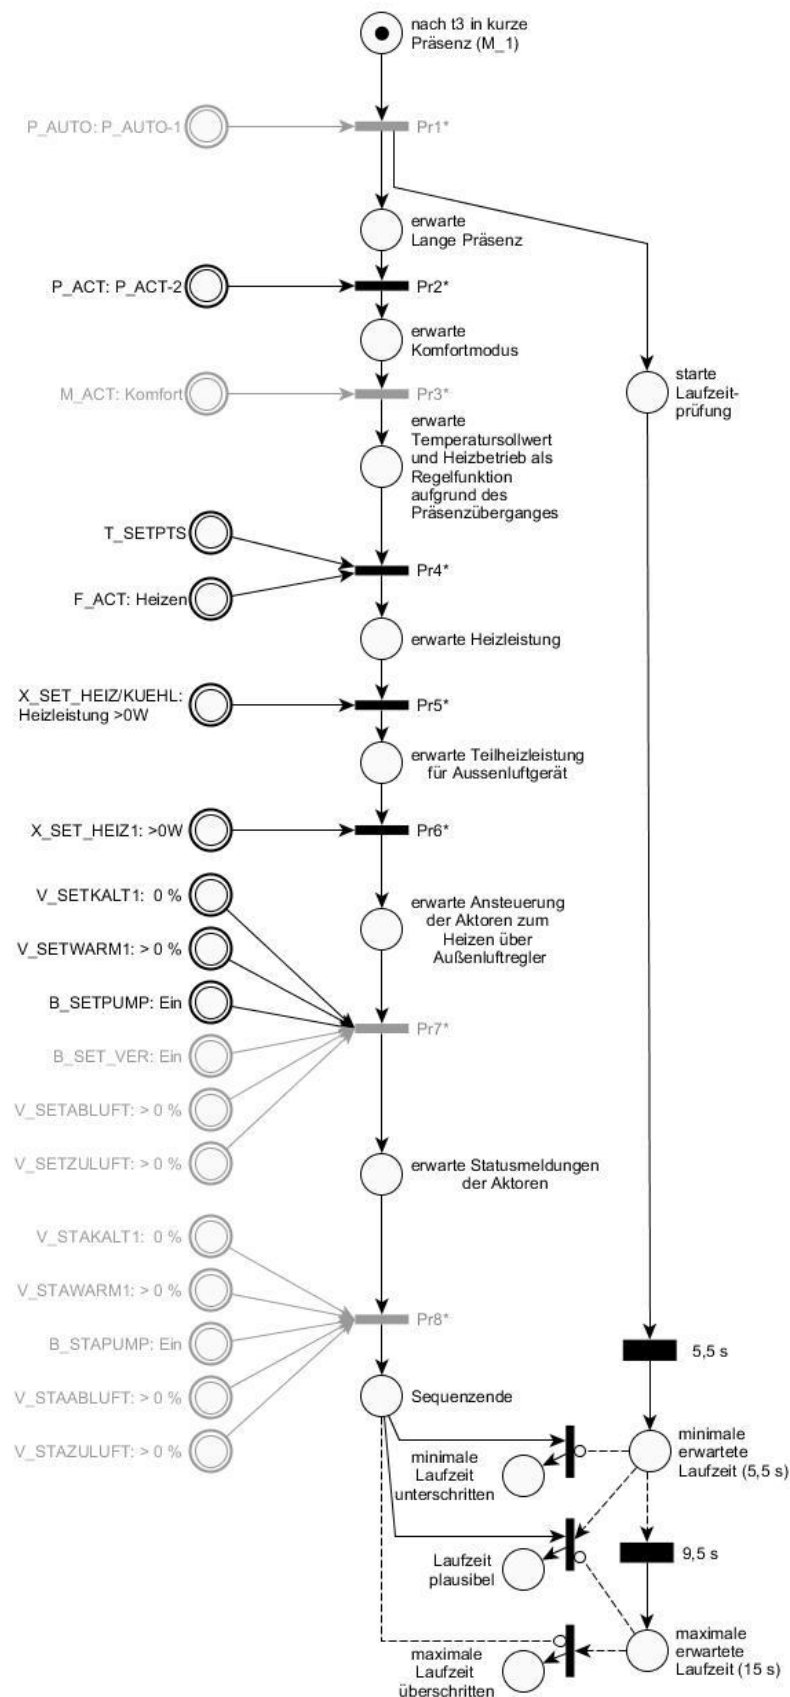 nach t3 in kurze
Präsenz (M_1)
P_AUTO: P_AUTO-1
Pr1*
erwarte
Lange Präsenz
P_ACT: P_ACT-2
Pr2*
erwarte
Komfortmodus
starte
Laufzeit-
prüfung
M_ACT: Komfort
Pr3*
erwarte
Temperatursollwert
und Heizbetrieb als
Regelfunktion
aufgrund des
Präsenzüberganges
T_SETPTS
Pr4*
F_ACT: Heizen
erwarte Heizleistung
X_SET_HEIZ/KUEHL:
Heizleistung >0W
Pr5*
erwarte Teilheizleistung
für Aussenluftgerät
X_SET_HEIZ1: >0W
Pr6*
V_SETKALT1: 0 %
erwarte Ansteuerung
der Aktoren zum
Heizen über
Außenluftregler
V_SETWARM1: > 0 %
B_SETPUMP: Ein
Pr7*
B_SET_VER: Ein
V_SETABLUFT: > 0 %
V_SETZULUFT: > 0 %
erwarte Statusmeldungen
der Aktoren
V_STAKALT1: 0 %
V_STAWARM1: > 0 %
Pr8*
B_STAPUMP: Ein
5,5 s
V_STAABLUFT: > 0 %
Sequenzende
V_STAZULUFT: > 0 %
minimale
erwartete
Laufzeit (5,5 s)
minimale
Laufzeit
unterschritten
9,5 s
Laufzeit
plausibel
maximale
erwartete
Laufzeit (15 s)
maximale
Laufzeit
überschritten